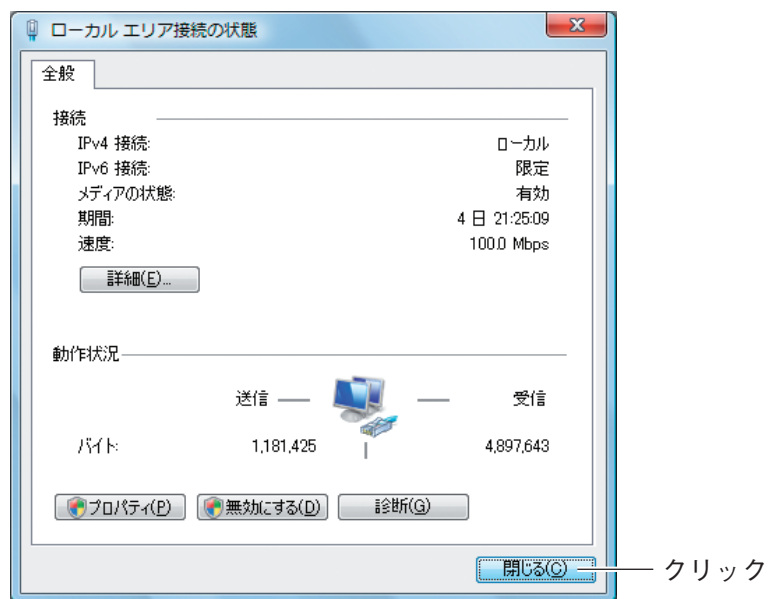 ローカル エリア接続の状態
全般
接続
IPv4 接続: ローカル
IPv6 接続: 限定
メディアの状態: 有効
期間: 4 日 21:25:09
速度: 100.0 Mbps
詳細(E)...
動作状況
送信 — — 受信
バイト: 1,181,425 4,897,643
プロパティ(P) 無効にする(D) 診断(G)
閉じる(C) クリック